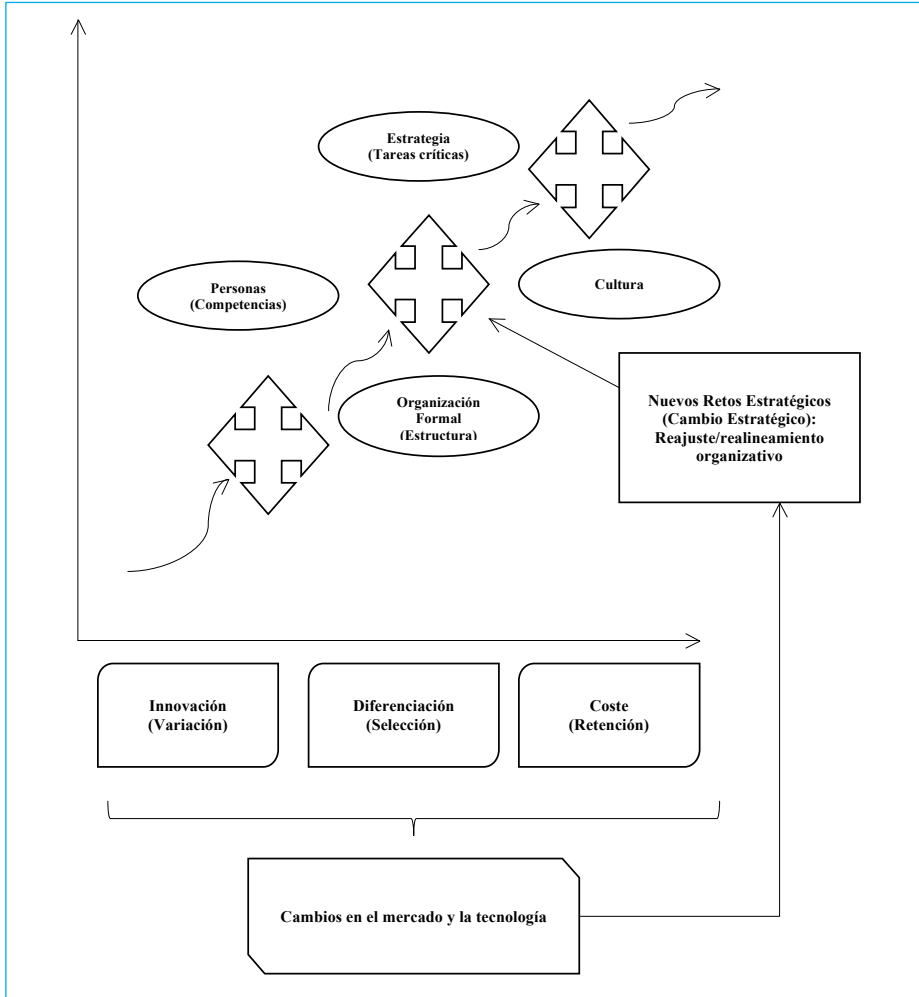 Estrategia
(Tareas críticas)
Personas
(Competencias)
Cultura
Organización
Formal
(Estructura)
Nuevos Retos Estratégicos
(Cambio Estratégico):
Reajuste/realineamiento
organizativo
Innovación
(Variación)
Diferenciación
(Selección)
Coste
(Retención)
Cambios en el mercado y la tecnología